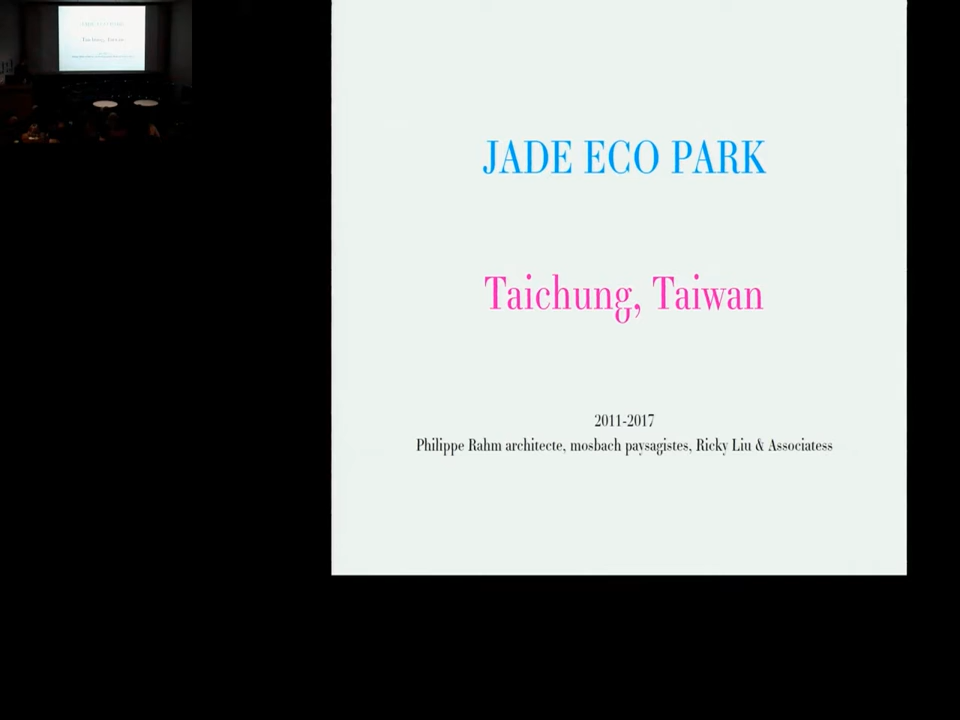 JADE ECO PARK
Taichung, Taiwan
2011-2017
Philippe Rahm architecte, mosbach paysagistes, Ricky Liu & Associatess